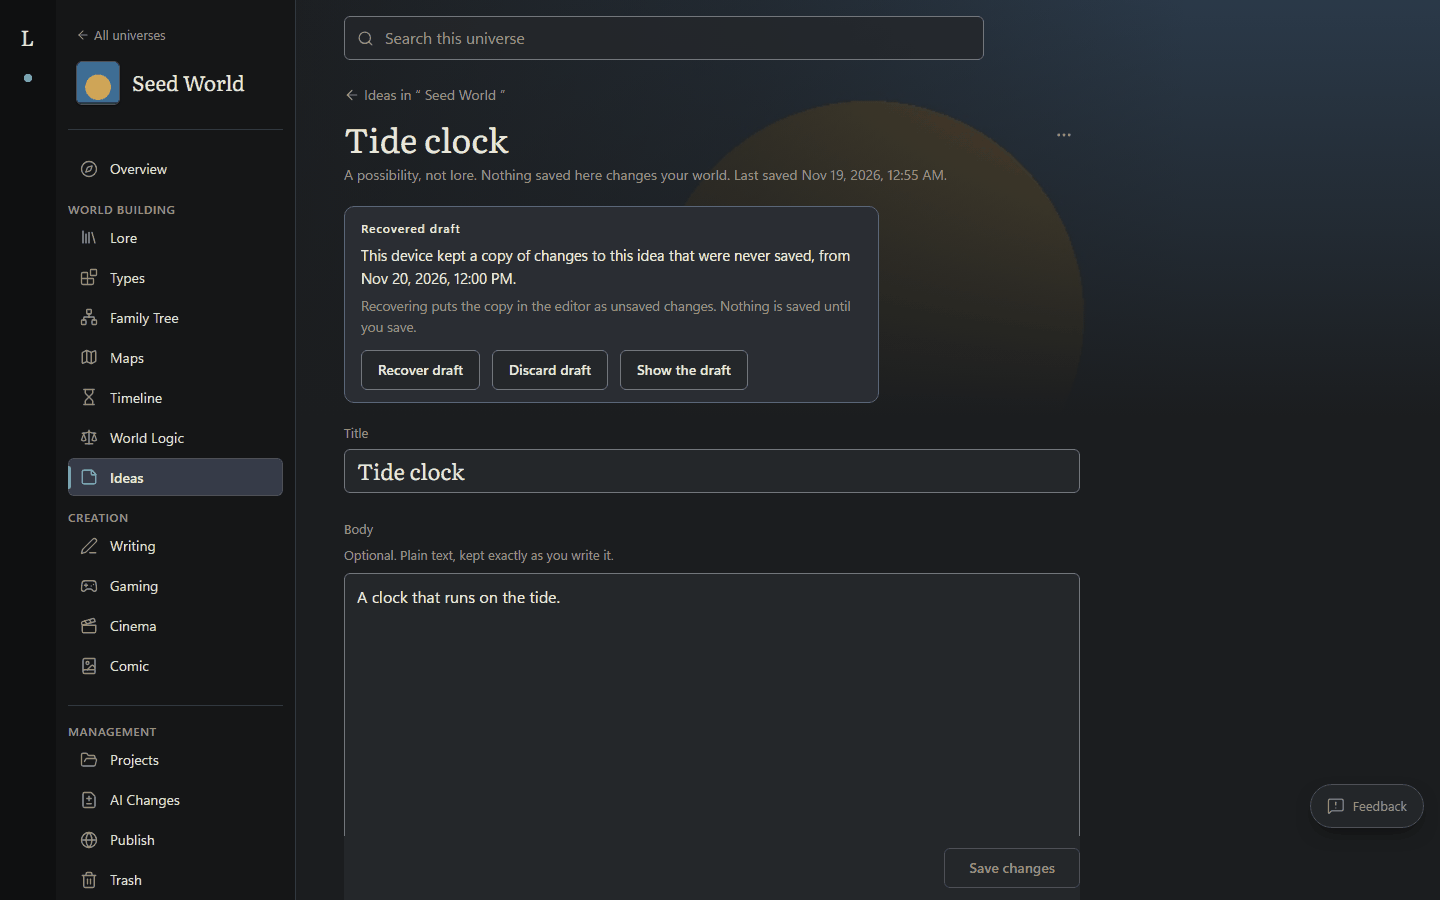 L
← All universes
Seed World
Overview
WORLD BUILDING
Lore
Types
Family Tree
Maps
Timeline
World Logic
Ideas
CREATION
Writing
Gaming
Cinema
Comic
MANAGEMENT
Projects
AI Changes
Publish
Trash
Search this universe
← Ideas in “ Seed World ”
Tide clock
...
A possibility, not lore. Nothing saved here changes your world. Last saved Nov 19, 2026, 12:55 AM.
Recovered draft
This device kept a copy of changes to this idea that were never saved, from
Nov 20, 2026, 12:00 PM.
Recovering puts the copy in the editor as unsaved changes. Nothing is saved until
you save.
Recover draft
Discard draft
Show the draft
Title
Tide clock
Body
Optional. Plain text, kept exactly as you write it.
A clock that runs on the tide.
Save changes
Feedback